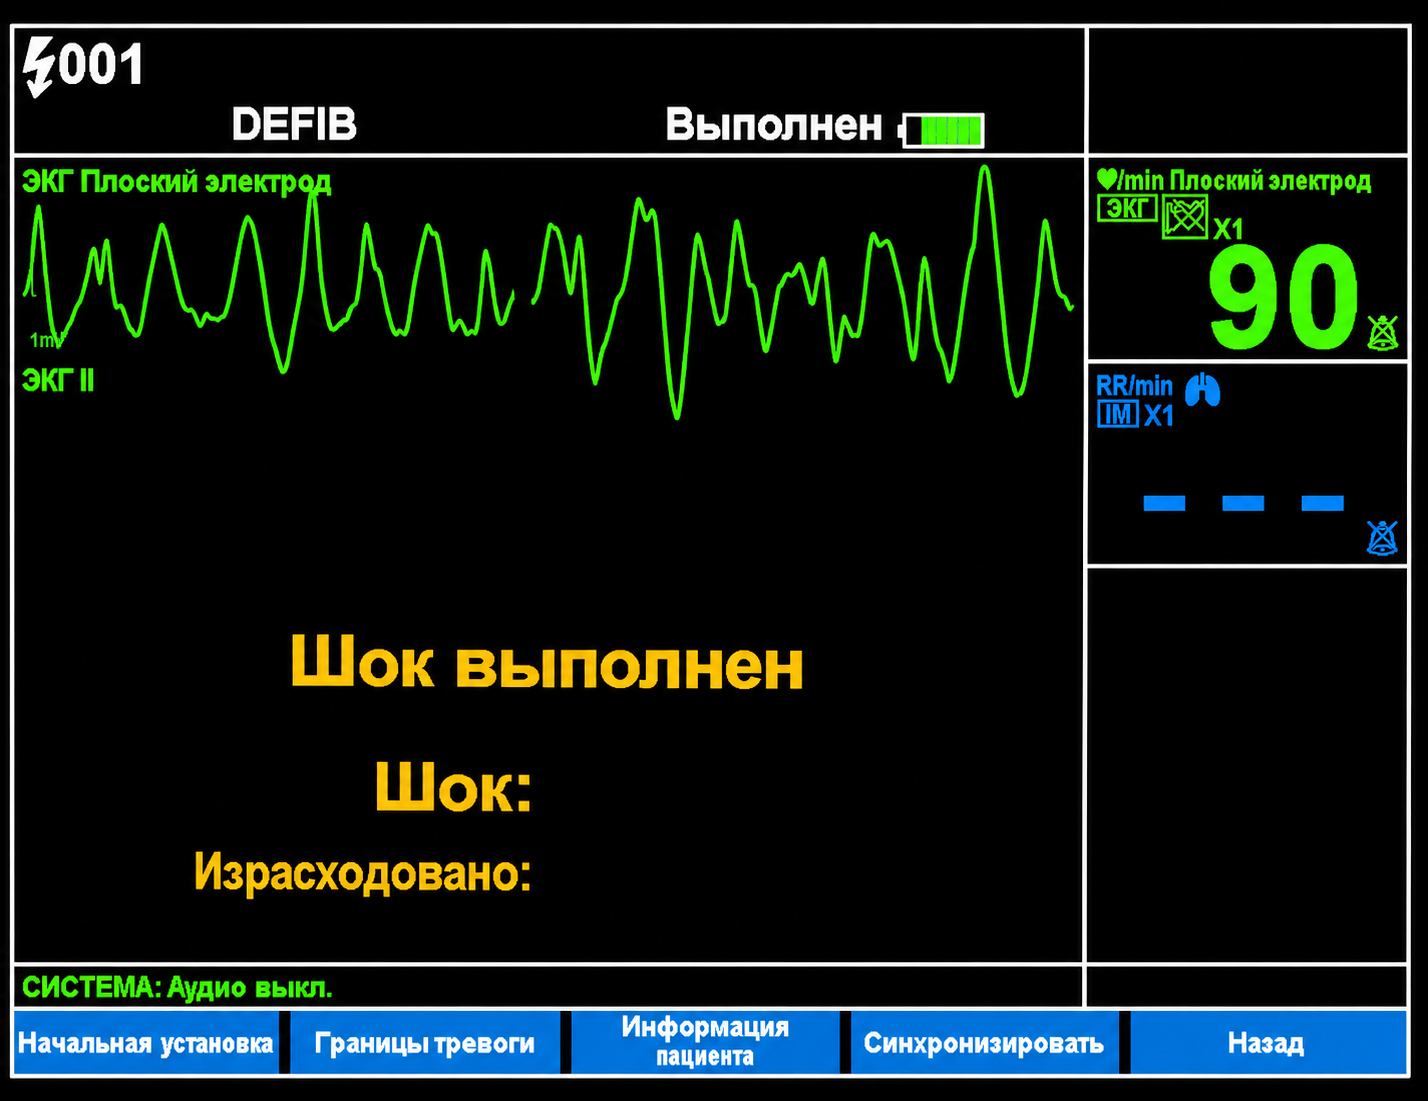 001
DEFIB
Выполнен
ЭКГ Плоский электрод
1mV
ЭКГ II
♥/min Плоский электрод
ЭКГ
X1
90
RR/min
IM X1
- - -
Шок выполнен
Шок:
Израсходовано:
СИСТЕМА: Аудио выкл.
Начальная установка
Границы тревоги
Информация
пациента
Синхронизировать
Назад